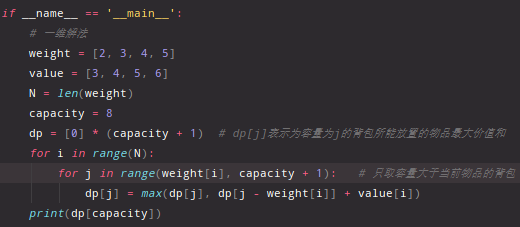 if __name__ == '__main__':
    # 一维解法
    weight = [2, 3, 4, 5]
    value = [3, 4, 5, 6]
    N = len(weight)
    capacity = 8
    dp = [0] * (capacity + 1)  # dp[j]表示为容量为j的背包所能放置的物品最大价值和
    for i in range(N):
        for j in range(weight[i], capacity + 1):   # 只取容量大于当前物品的背包
            dp[j] = max(dp[j], dp[j - weight[i]] + value[i])
    print(dp[capacity])